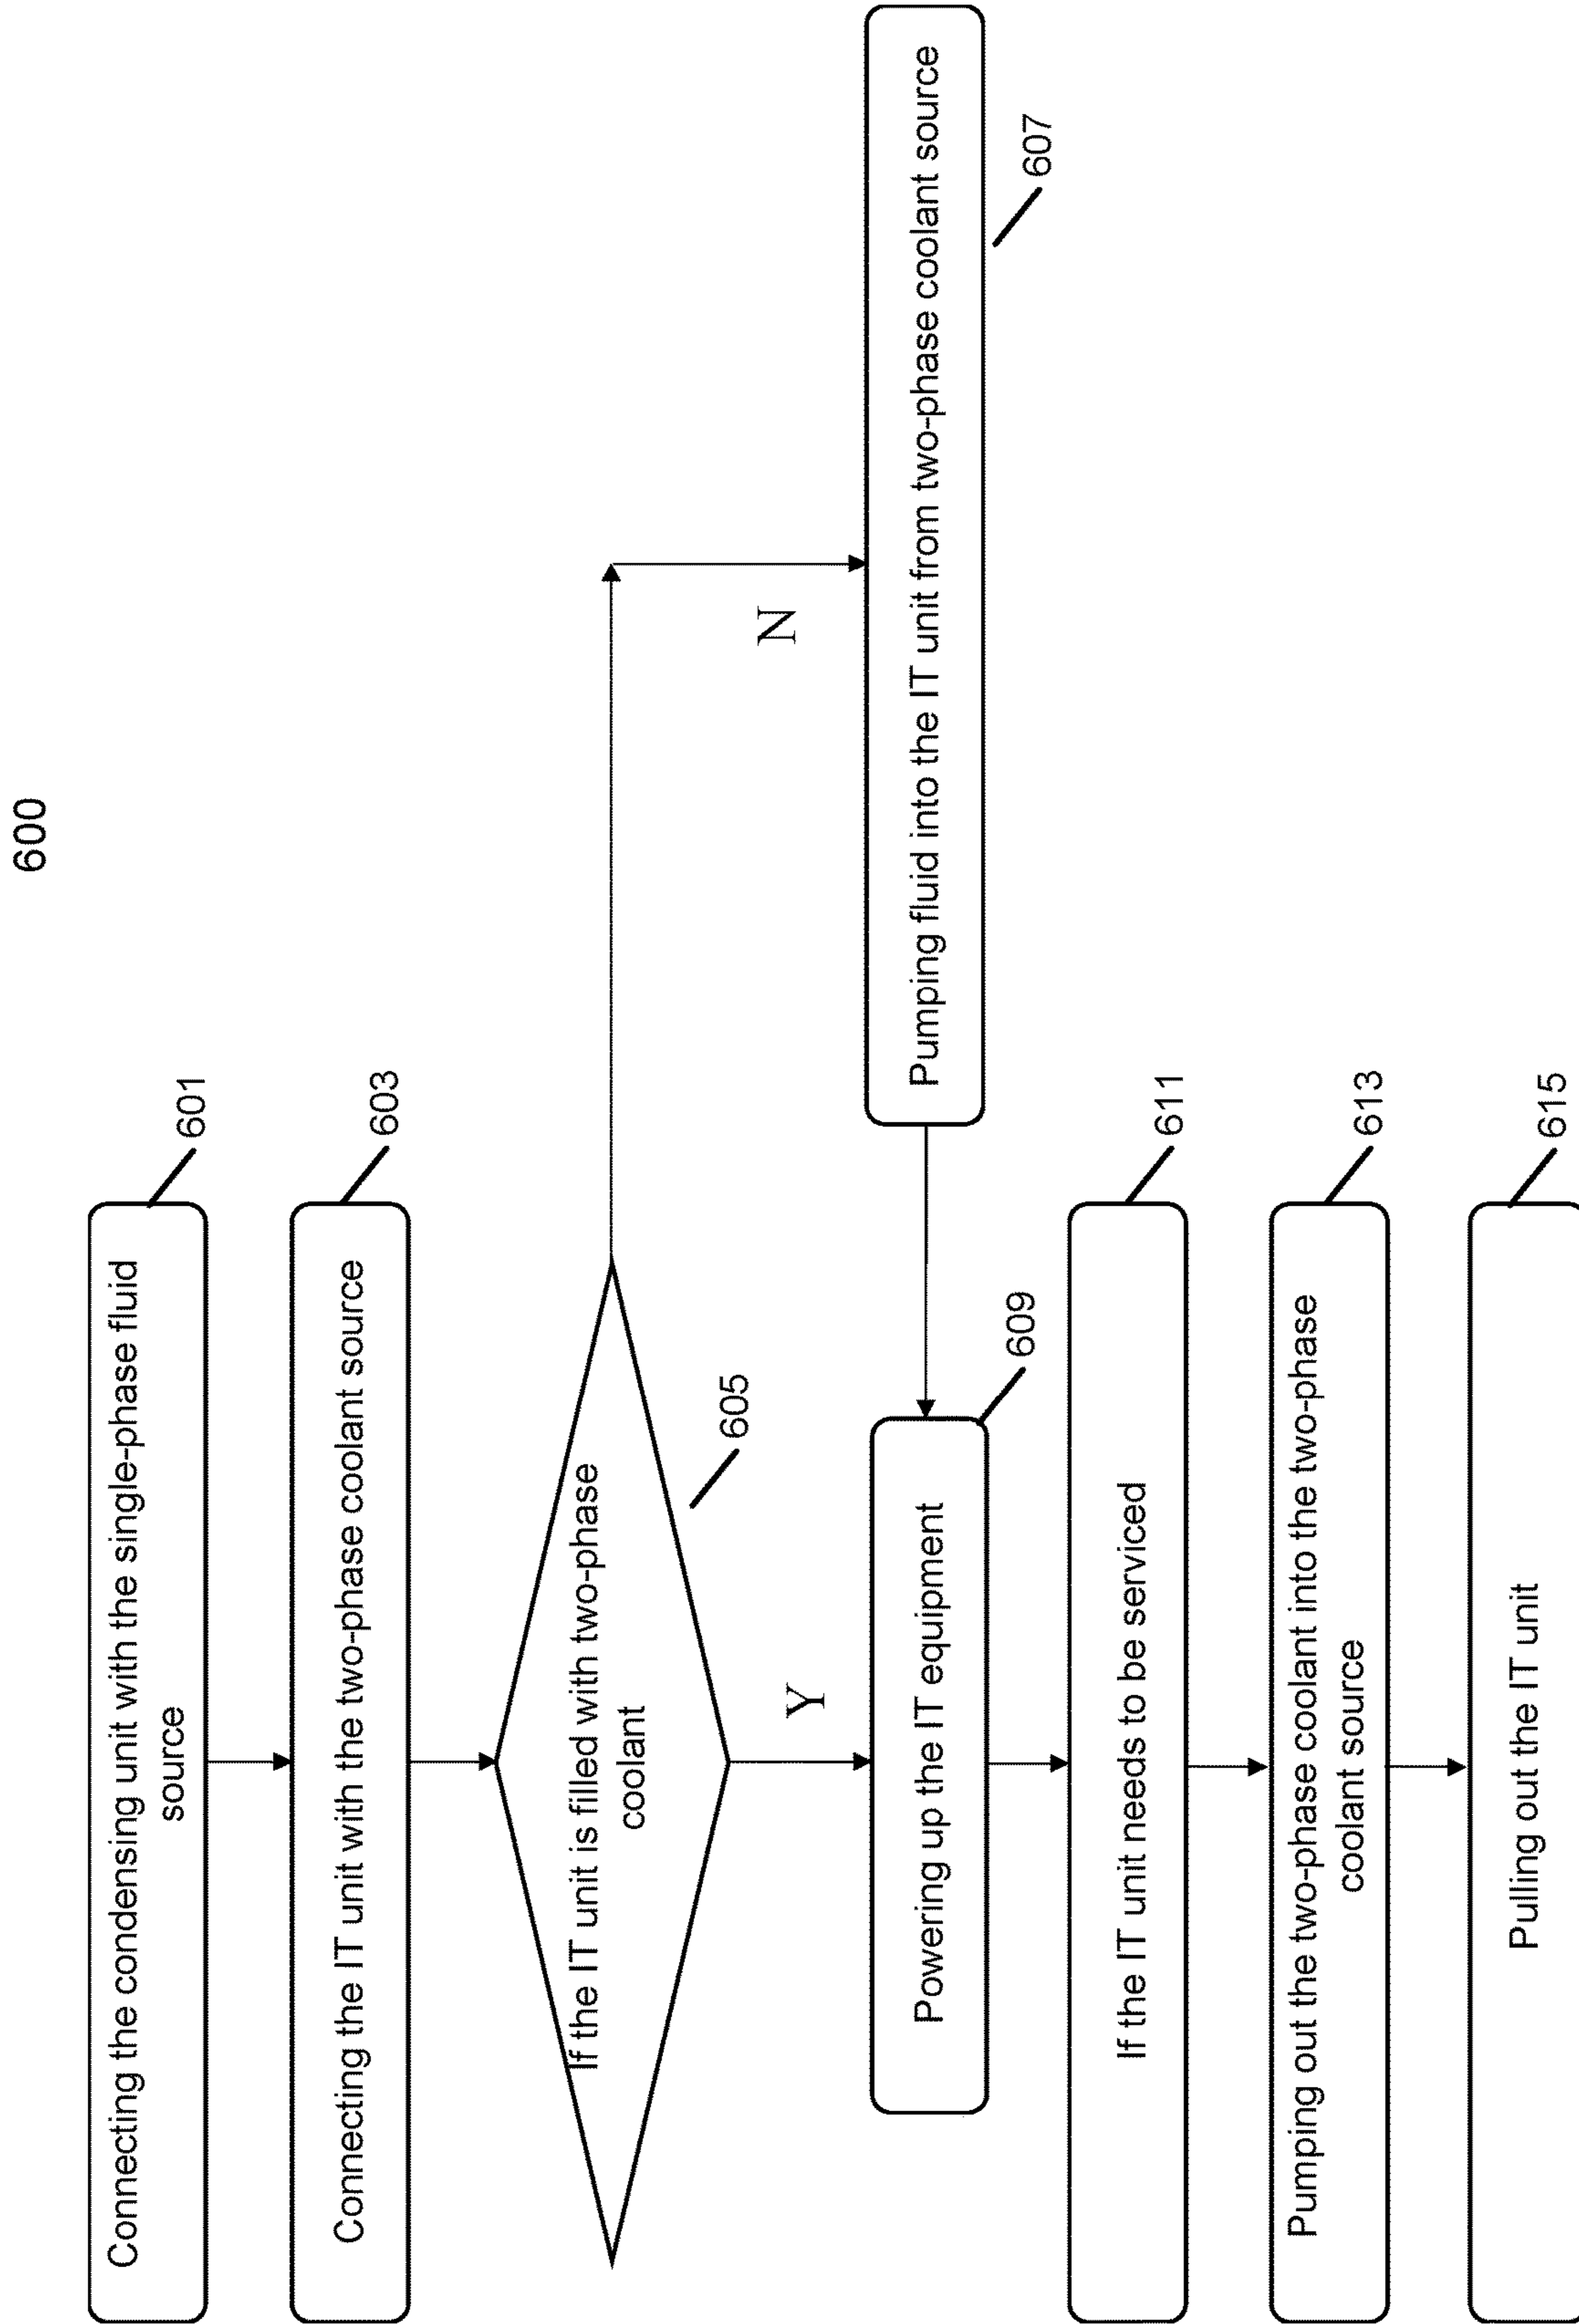 600
Connecting the condensing unit with the single-phase fluid
source
601
Connecting the IT unit with the two-phase coolant source
603
If the IT unit is filled with two-phase
coolant
605
N
Y
Pumping fluid into the IT unit from two-phase coolant source
607
Powering up the IT equipment
609
If the IT unit needs to be serviced
611
Pumping out the two-phase coolant into the two-phase
coolant source
613
Pulling out the IT unit
615